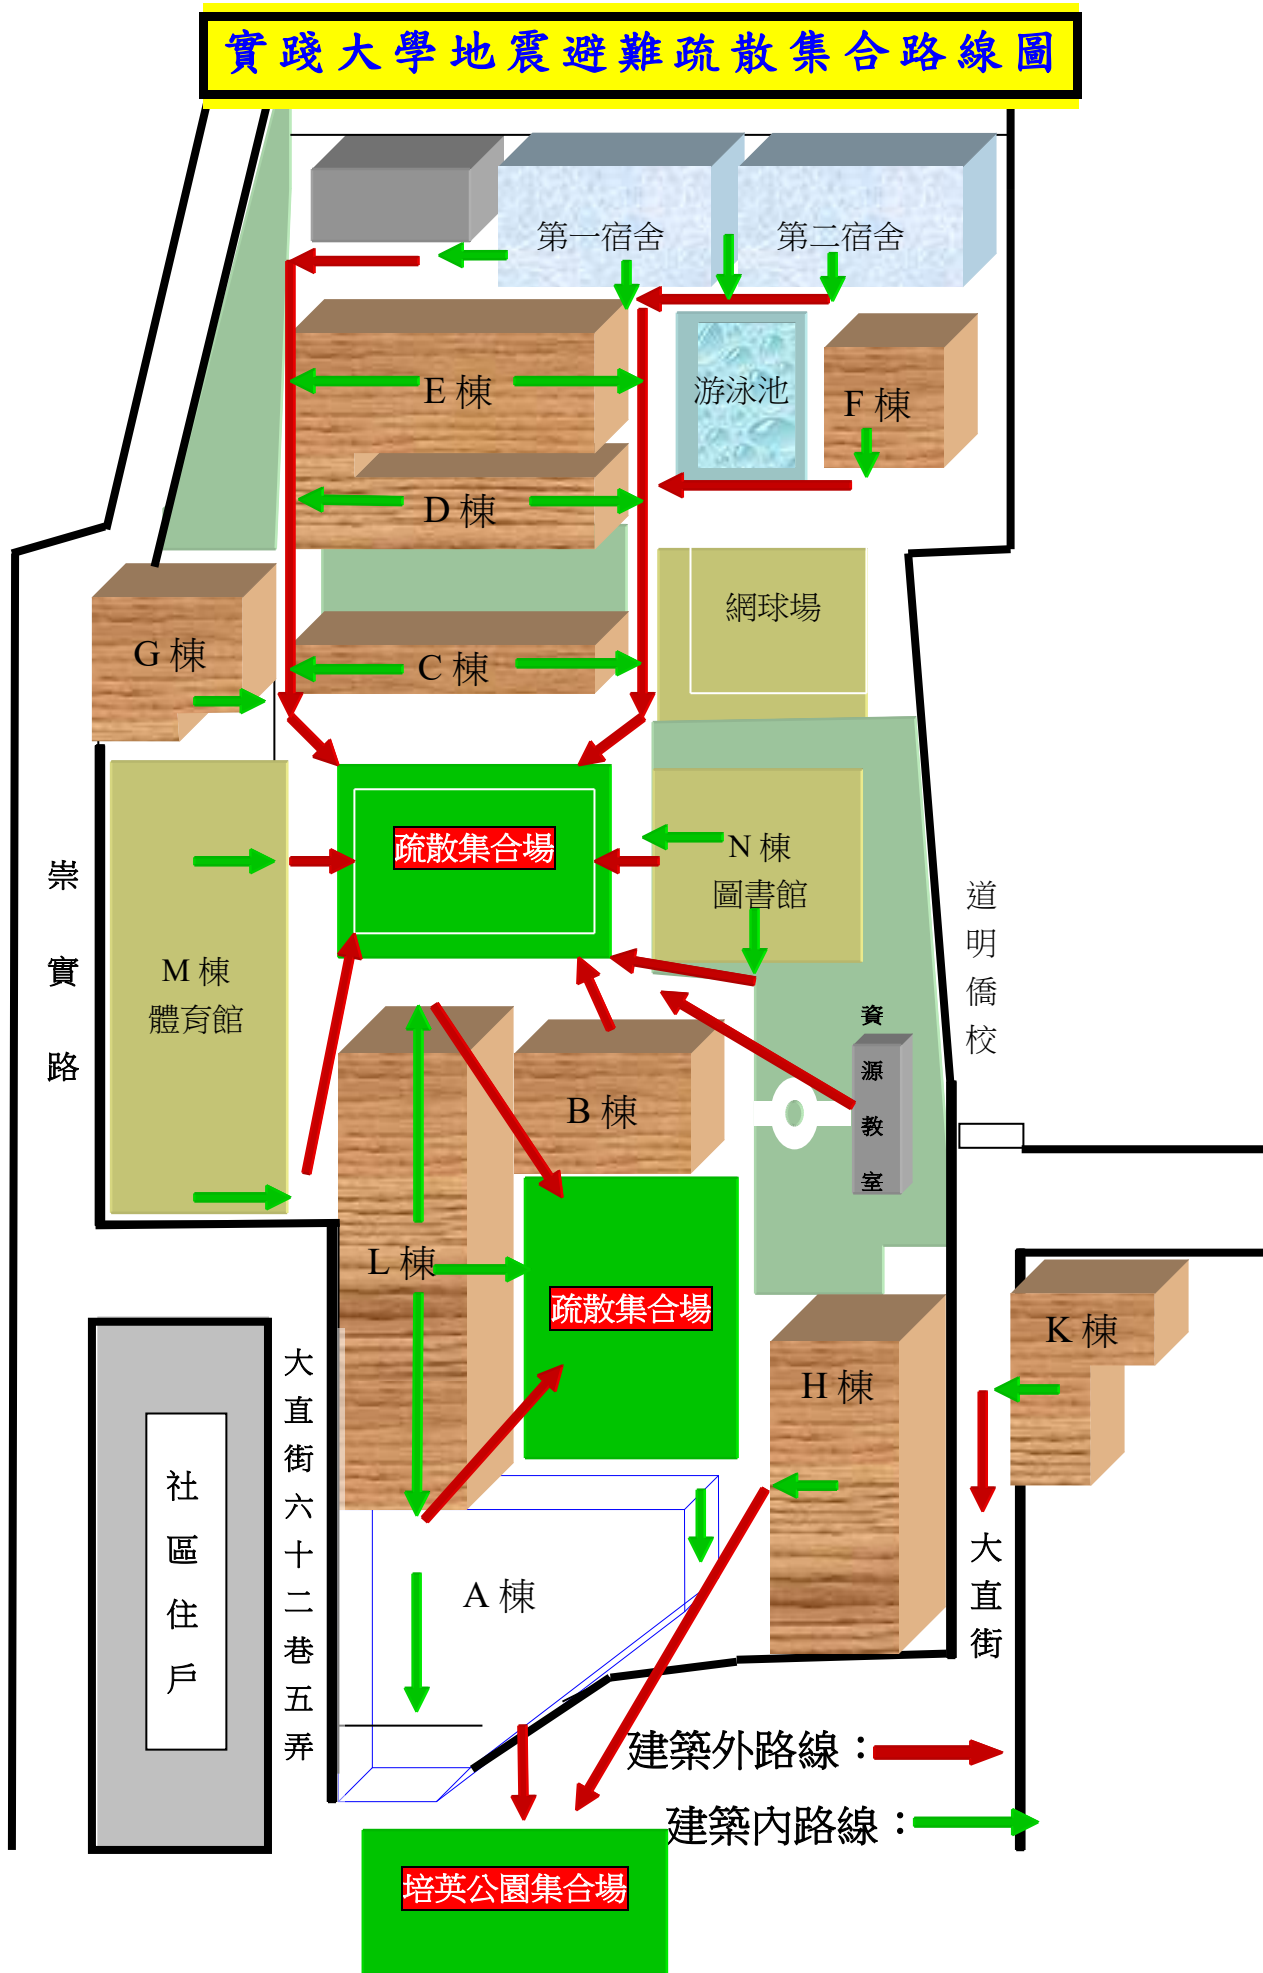 實踐大學地震避難疏散集合路線圖
第一宿舍
第二宿舍
E 棟
游泳池
F 棟
D 棟
網球場
G 棟
C 棟
疏散集合場
N 棟
圖書館
崇實路
道明僑校
M 棟
體育館
資源教室
B 棟
L 棟
疏散集合場
K 棟
H 棟
大直街六十二巷五弄
社區住戶
大直街
A 棟
建築外路線：
建築內路線：
培英公園集合場